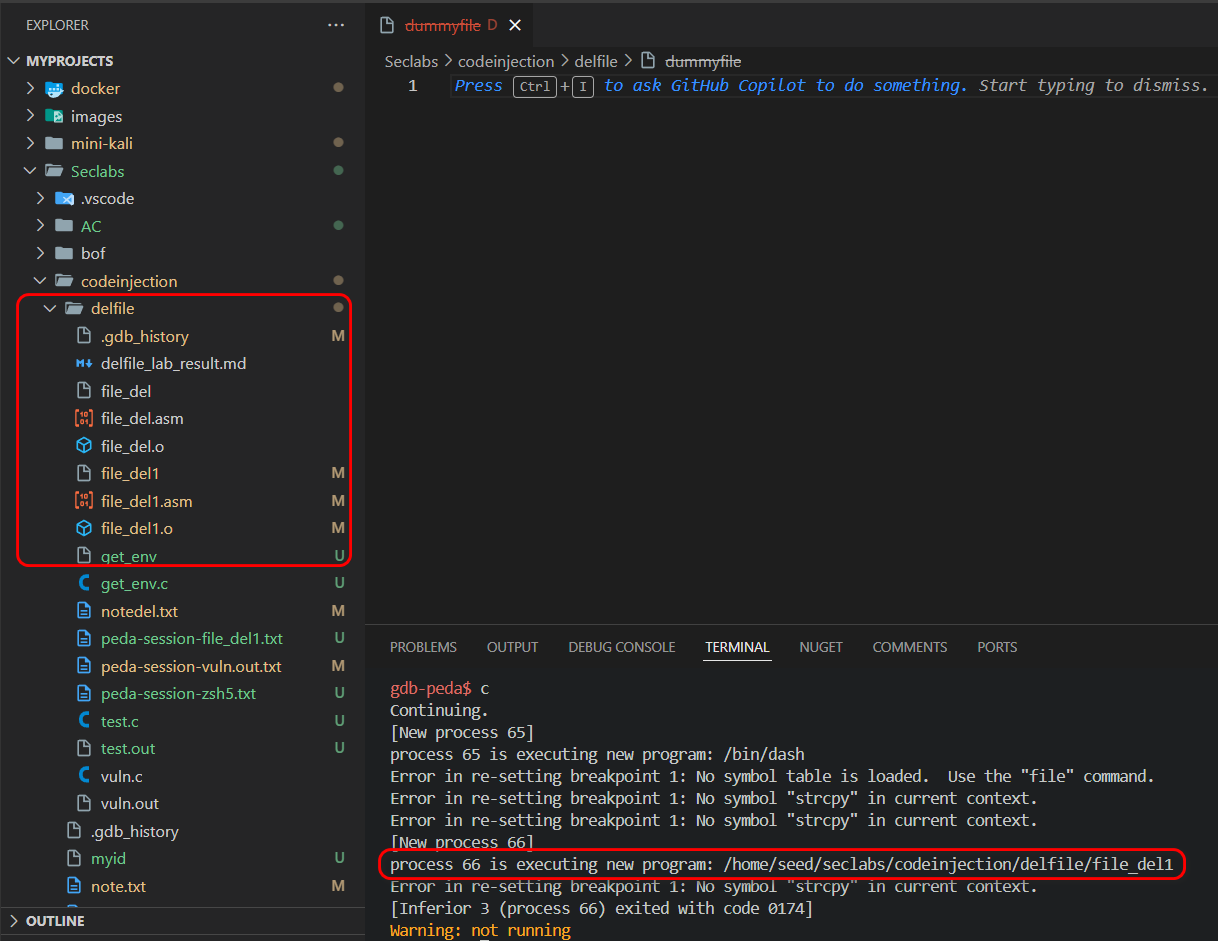 EXPLORER
···
MYPROJECTS
docker
images
mini-kali
Seclabs
.vscode
AC
bof
codeinjection
delfile
.gdb_history M
delfile_lab_result.md
file_del
file_del.asm
file_del.o
file_del1 M
file_del1.asm M
file_del1.o M
get_env U
get_env.c U
notedel.txt M
peda-session-file_del1.txt U
peda-session-vuln.out.txt M
peda-session-zsh5.txt U
test.c U
test.out U
vuln.c
vuln.out
.gdb_history
myid U
note.txt M
OUTLINE
dummyfile D
Seclabs > codeinjection > delfile > dummyfile
1 Press Ctrl + I to ask GitHub Copilot to do something. Start typing to dismiss.
PROBLEMS OUTPUT DEBUG CONSOLE TERMINAL NUGET COMMENTS PORTS
gdb-peda$ c
Continuing.
[New process 65]
process 65 is executing new program: /bin/dash
Error in re-setting breakpoint 1: No symbol table is loaded.  Use the "file" command.
Error in re-setting breakpoint 1: No symbol "strcpy" in current context.
Error in re-setting breakpoint 1: No symbol "strcpy" in current context.
[New process 66]
process 66 is executing new program: /home/seed/seclabs/codeinjection/delfile/file_del1
Error in re-setting breakpoint 1: No symbol "strcpy" in current context.
[Inferior 3 (process 66) exited with code 0174]
Warning: not running